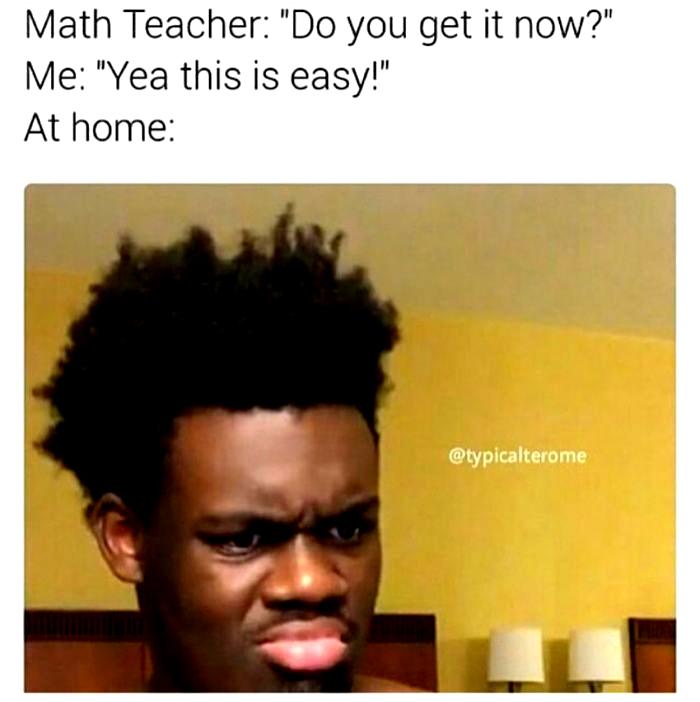 Math Teacher: "Do you get it now?"
Me: "Yea this is easy!"
At home:
@typicalterome